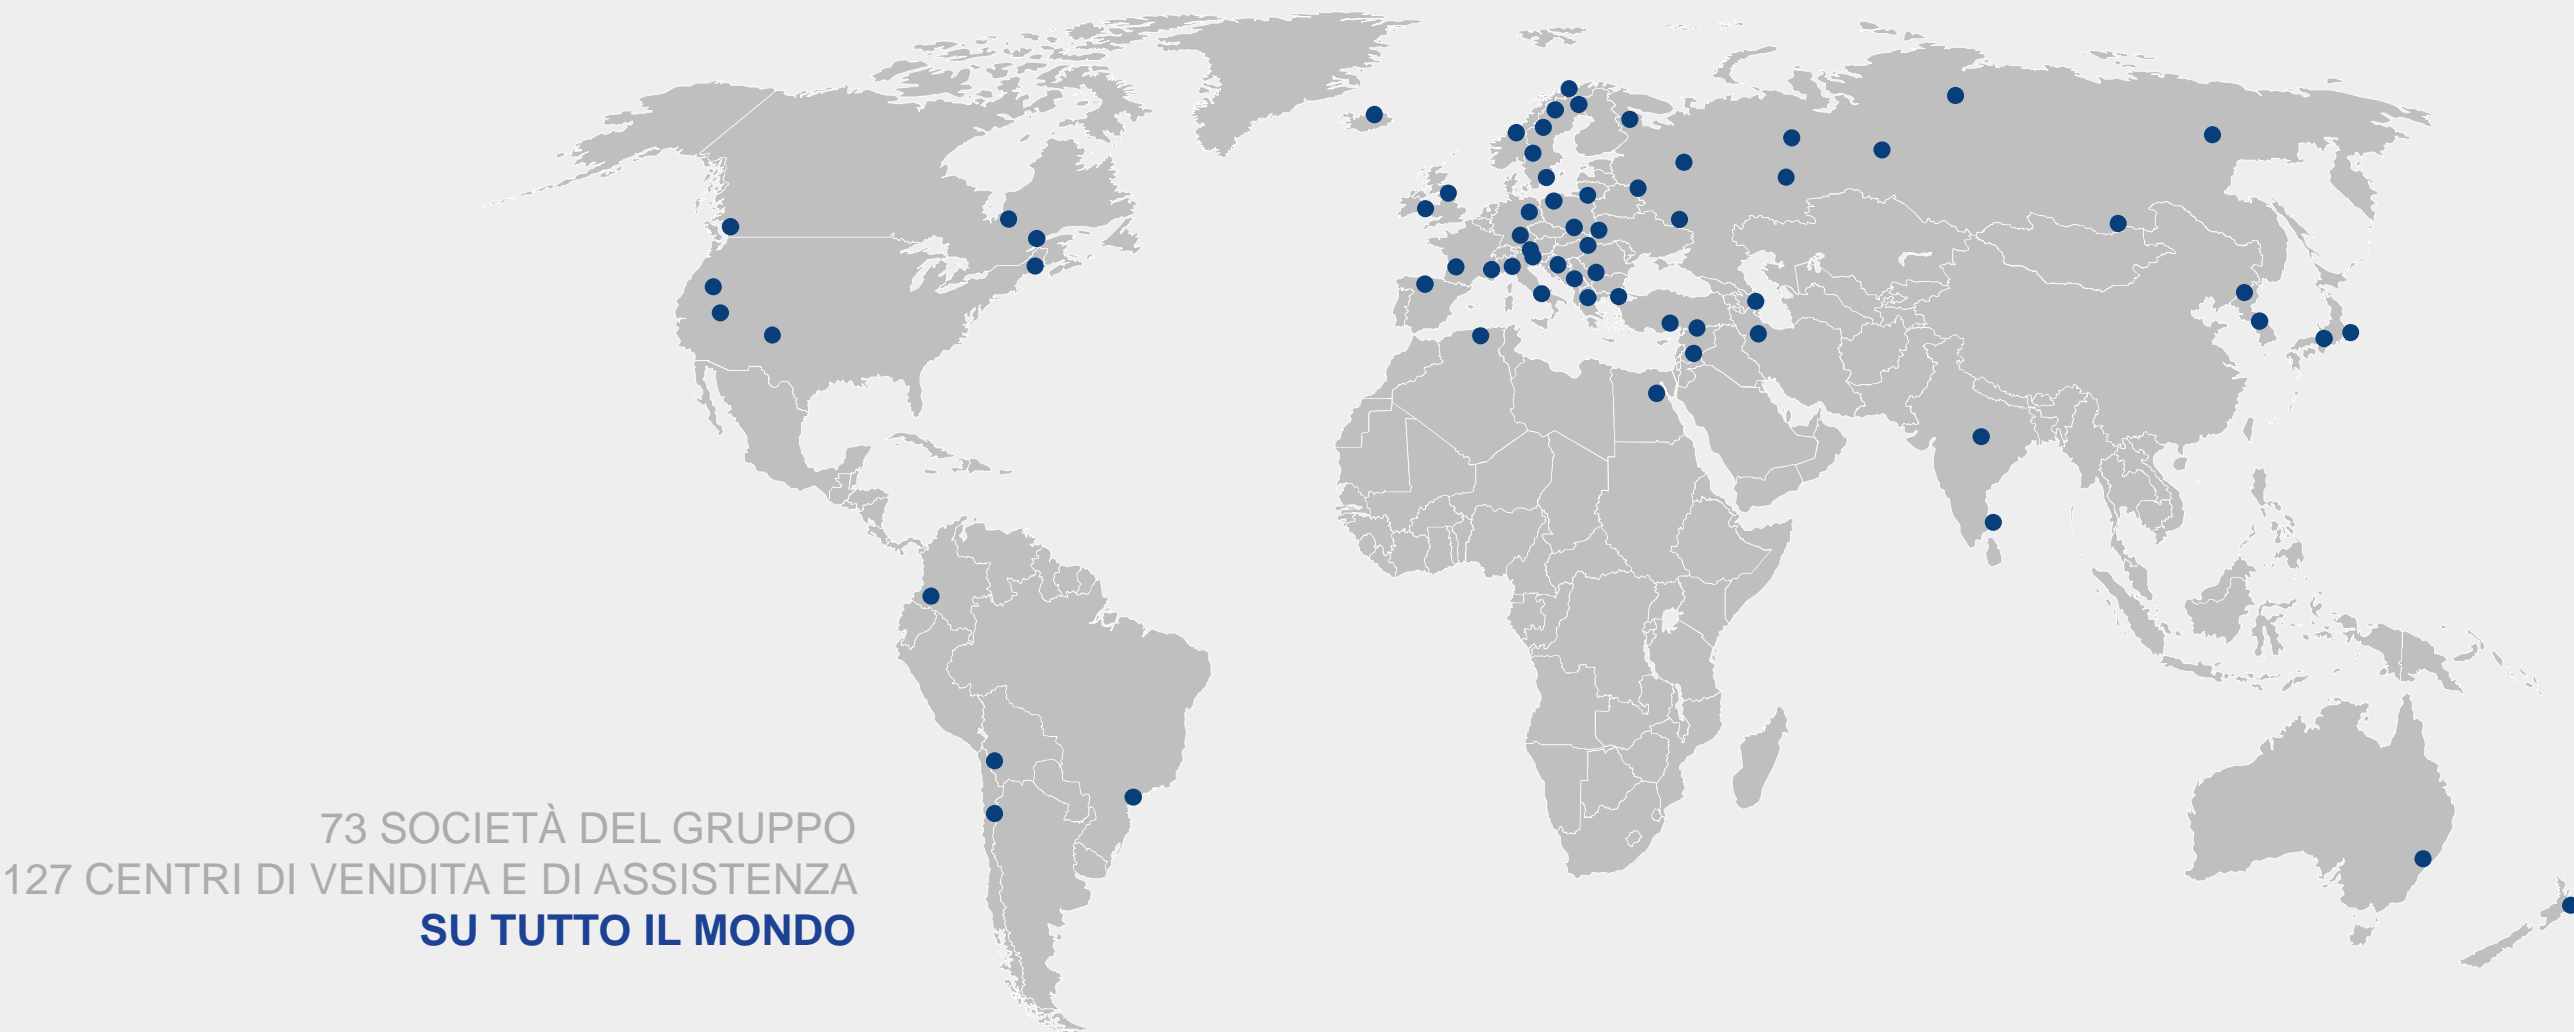 73 SOCIETÀ DEL GRUPPO
127 CENTRI DI VENDITA E DI ASSISTENZA
SU TUTTO IL MONDO